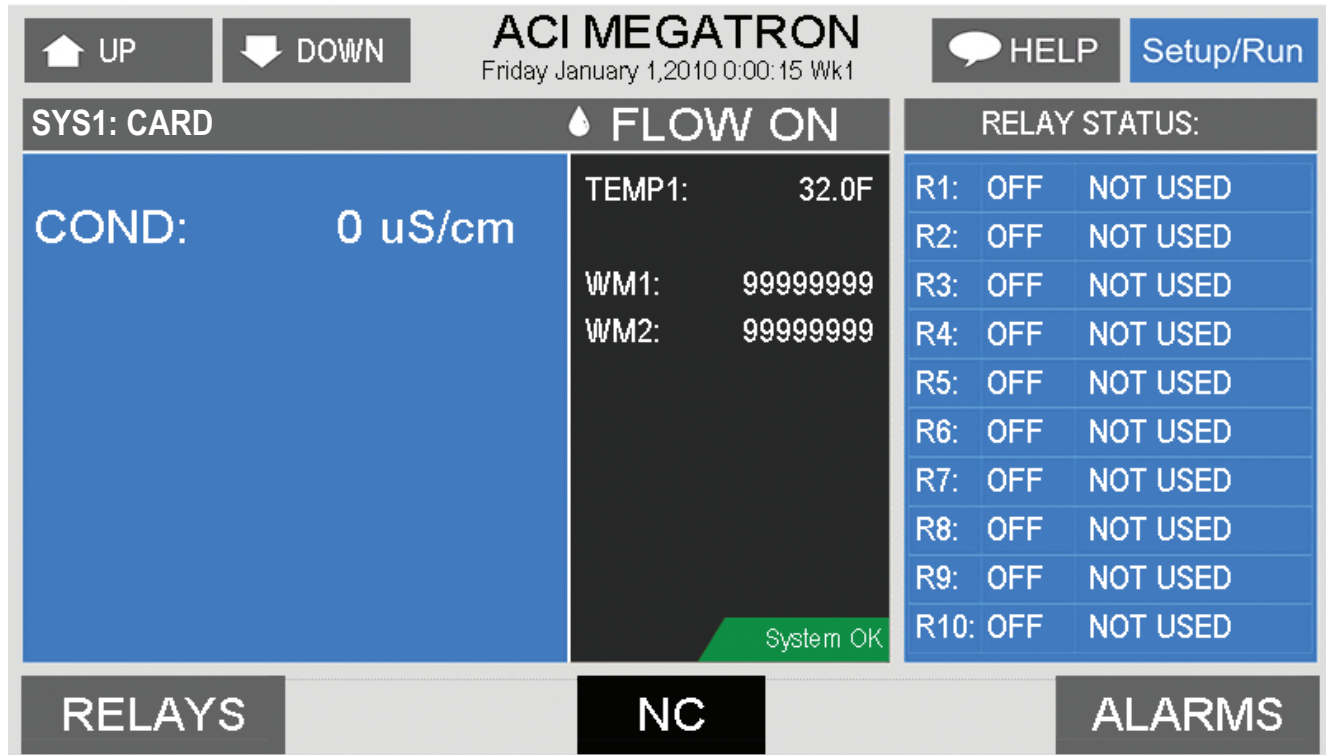 UP
DOWN
ACI MEGATRON
Friday January 1,2010 0:00:15 Wk1
HELP
Setup/Run
SYS1: CARD
FLOW ON
COND: 0 uS/cm
TEMP1: 32.0F
WM1: 99999999
WM2: 99999999
System OK
RELAY STATUS:
R1: OFF NOT USED
R2: OFF NOT USED
R3: OFF NOT USED
R4: OFF NOT USED
R5: OFF NOT USED
R6: OFF NOT USED
R7: OFF NOT USED
R8: OFF NOT USED
R9: OFF NOT USED
R10: OFF NOT USED
RELAYS
NC
ALARMS